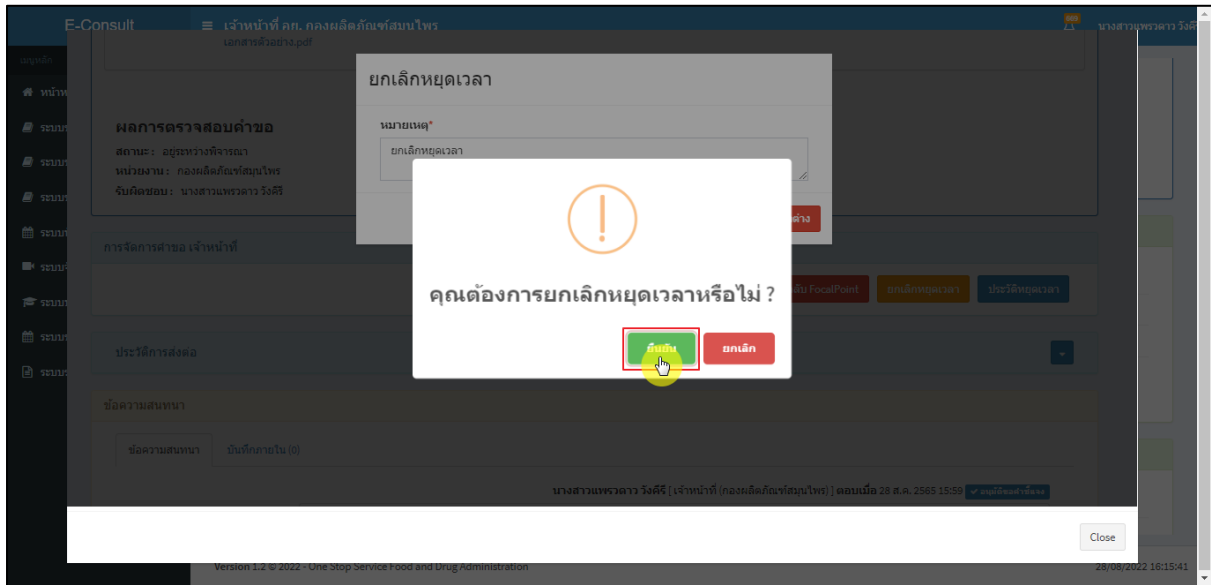 E-Consult
เจ้าหน้าที่ อย. กองผลิตภัณฑ์สมุนไพร
นางสาวแพรวดาว วังคีรี
เอกสารตัวอย่าง.pdf
เมนูหลัก
ยกเลิกหยุดเวลา
หมายเหตุ*
ยกเลิกหยุดเวลา
ผลการตรวจสอบคำขอ
สถานะ : อยู่ระหว่างพิจารณา
หน่วยงาน : กองผลิตภัณฑ์สมุนไพร
รับผิดชอบ : นางสาวแพรวดาว วังคีรี
การจัดการคำขอ เจ้าหน้าที่
คุณต้องการยกเลิกหยุดเวลาหรือไม่ ?
FocalPoint
ยกเลิกหยุดเวลา
ประวัติหยุดเวลา
ยืนยัน
ยกเลิก
ประวัติการส่งต่อ
ข้อความสนทนา
ข้อความสนทนา
บันทึกภายใน (0)
นางสาวแพรวดาว วังคีรี [ เจ้าหน้าที่ (กองผลิตภัณฑ์สมุนไพร) ] ตอบเมื่อ 28 ส.ค. 2565 15:59
Close
Version 1.2 © 2022 - One Stop Service Food and Drug Administration
28/08/2022 16:15:41